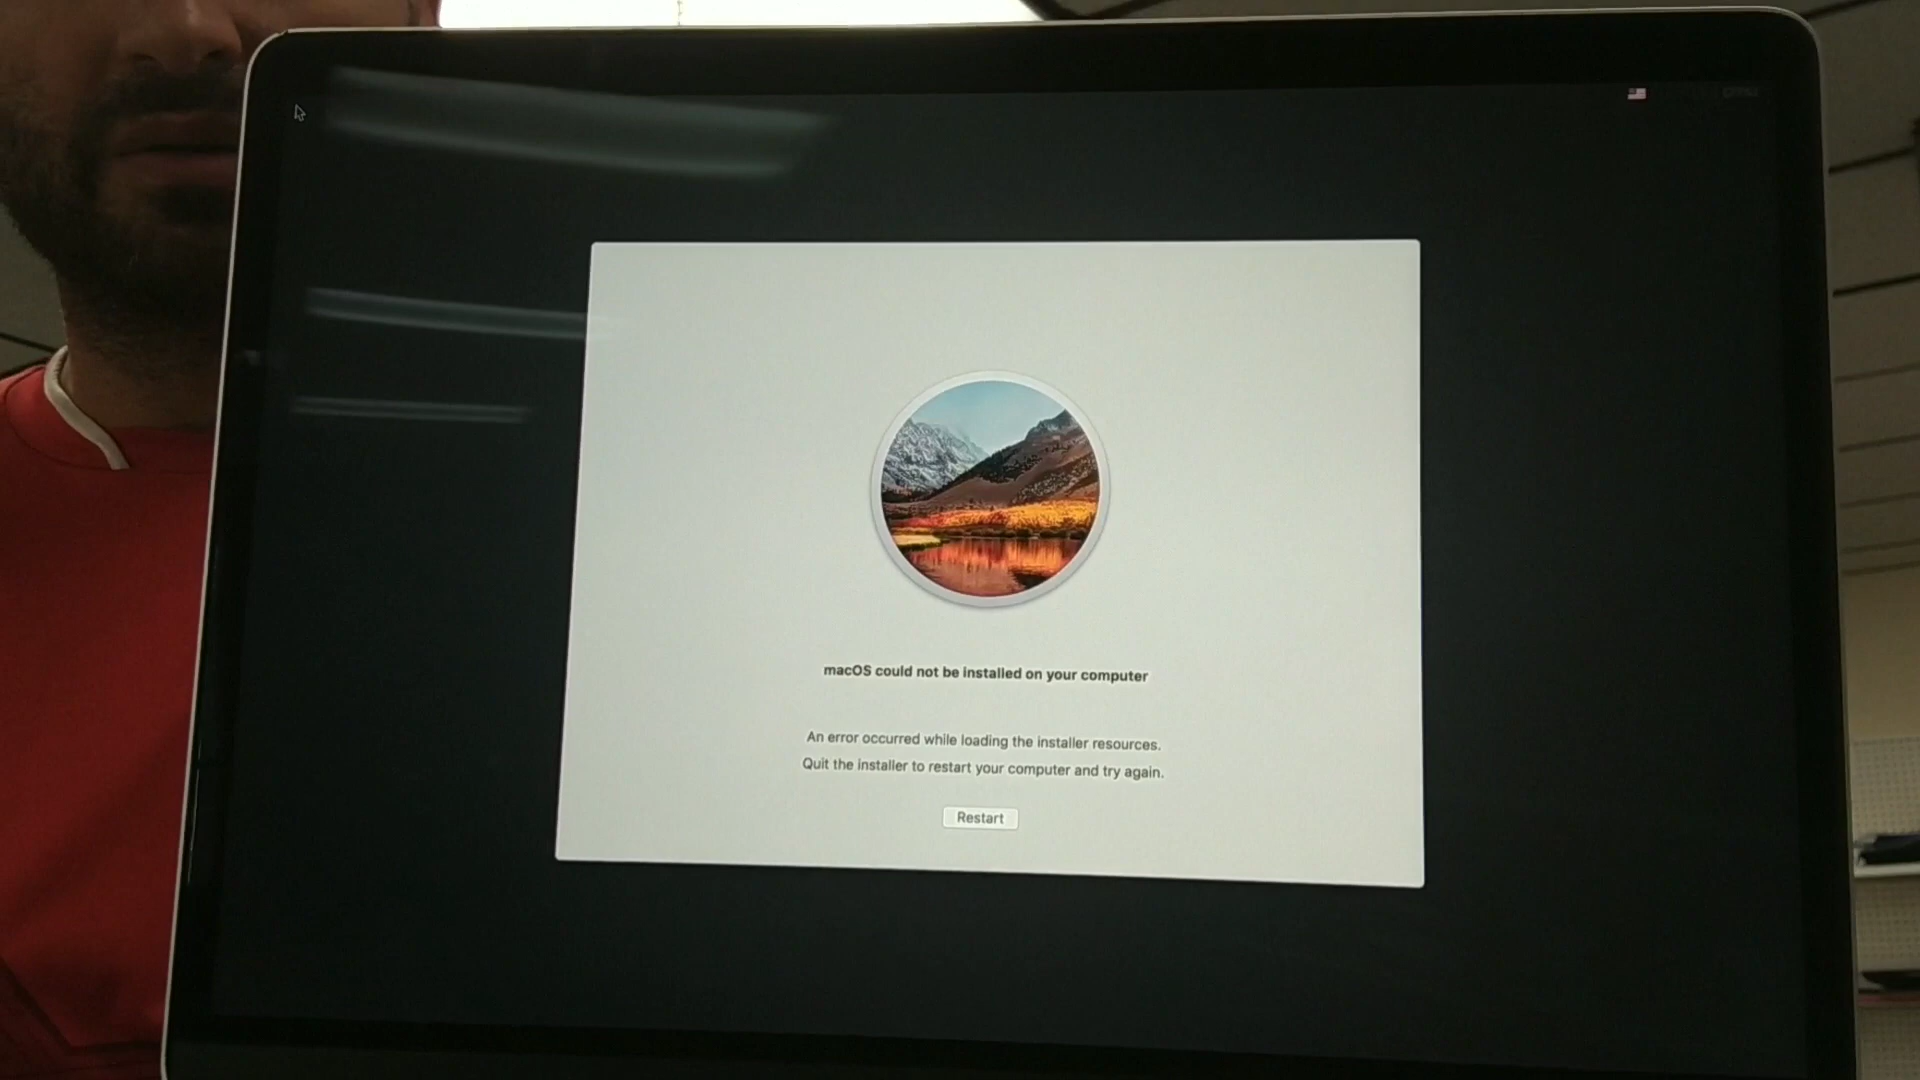 macOS could not be installed on your computer
An error occurred while loading the installer resources.
Quit the installer to restart your computer and try again.
Restart